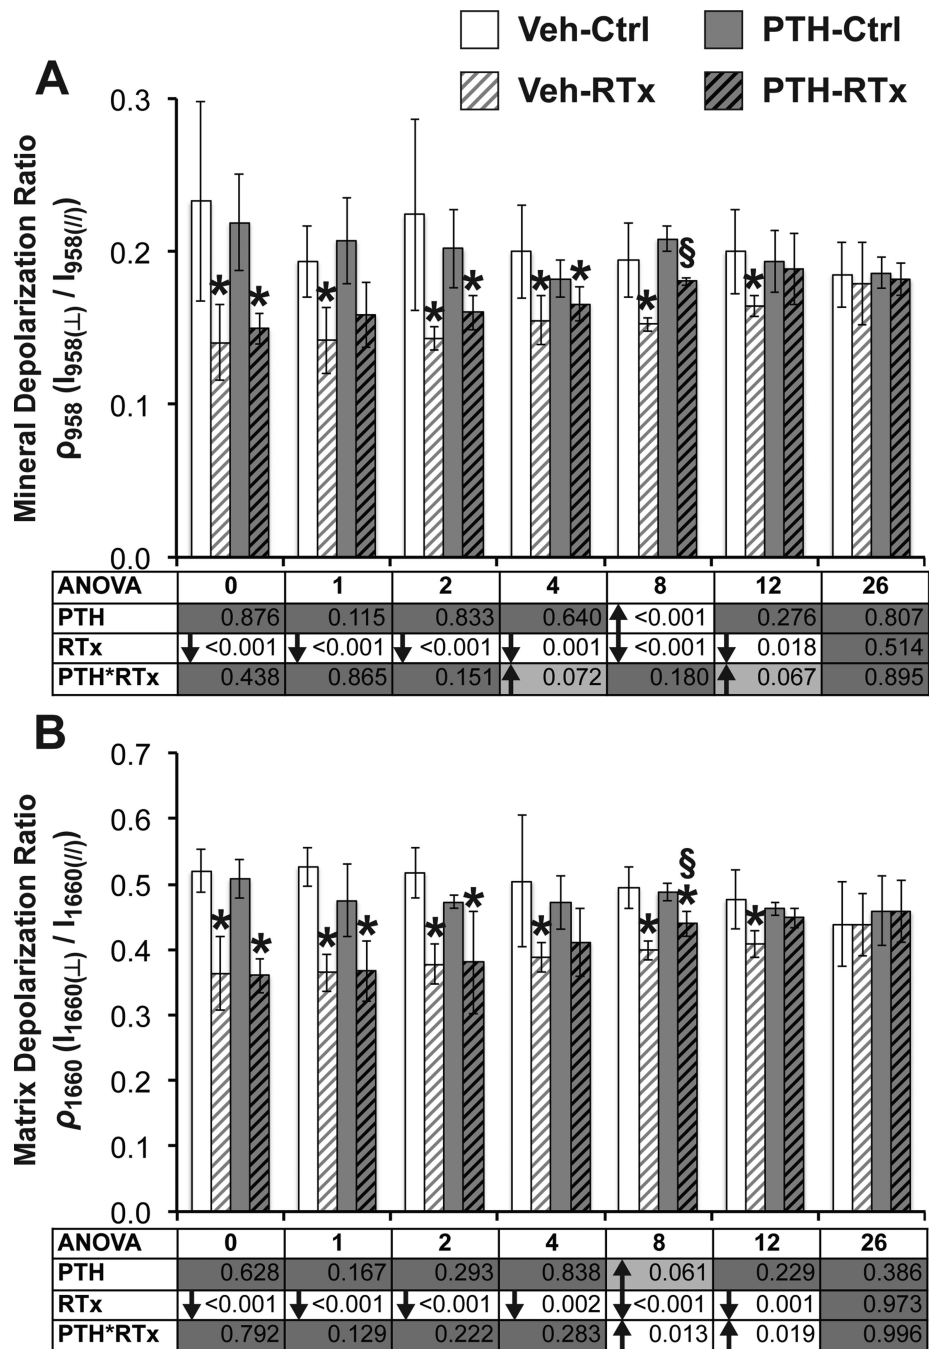 Veh-Ctrl PTH-Ctrl
Veh-RTx PTH-RTx
A
Mineral Depolarization Ratio
ρ958 (I958(⊥) / I958(//))
0.3
0.2
0.1
0.0
* * * * * * * * § *
ANOVA 0 1 2 4 8 12 26
PTH 0.876 0.115 0.833 0.640 ↑ <0.001 0.276 0.807
RTx ↓ <0.001 ↓ <0.001 ↓ <0.001 ↓ 0.001 ↓ <0.001 ↓ 0.018 0.514
PTH*RTx 0.438 0.865 0.151 ↑ 0.072 0.180 ↑ 0.067 0.895
B
Matrix Depolarization Ratio
ρ1660 (I1660(⊥) / I1660(//))
0.7
0.6
0.5
0.4
0.3
0.2
0.1
0.0
* * * * * * * * § * *
ANOVA 0 1 2 4 8 12 26
PTH 0.628 0.167 0.293 0.838 ↑ 0.061 0.229 0.386
RTx ↓ <0.001 ↓ <0.001 ↓ <0.001 ↓ 0.002 ↓ <0.001 ↓ 0.001 0.973
PTH*RTx 0.792 0.129 0.222 0.283 ↑ 0.013 ↑ 0.019 0.996